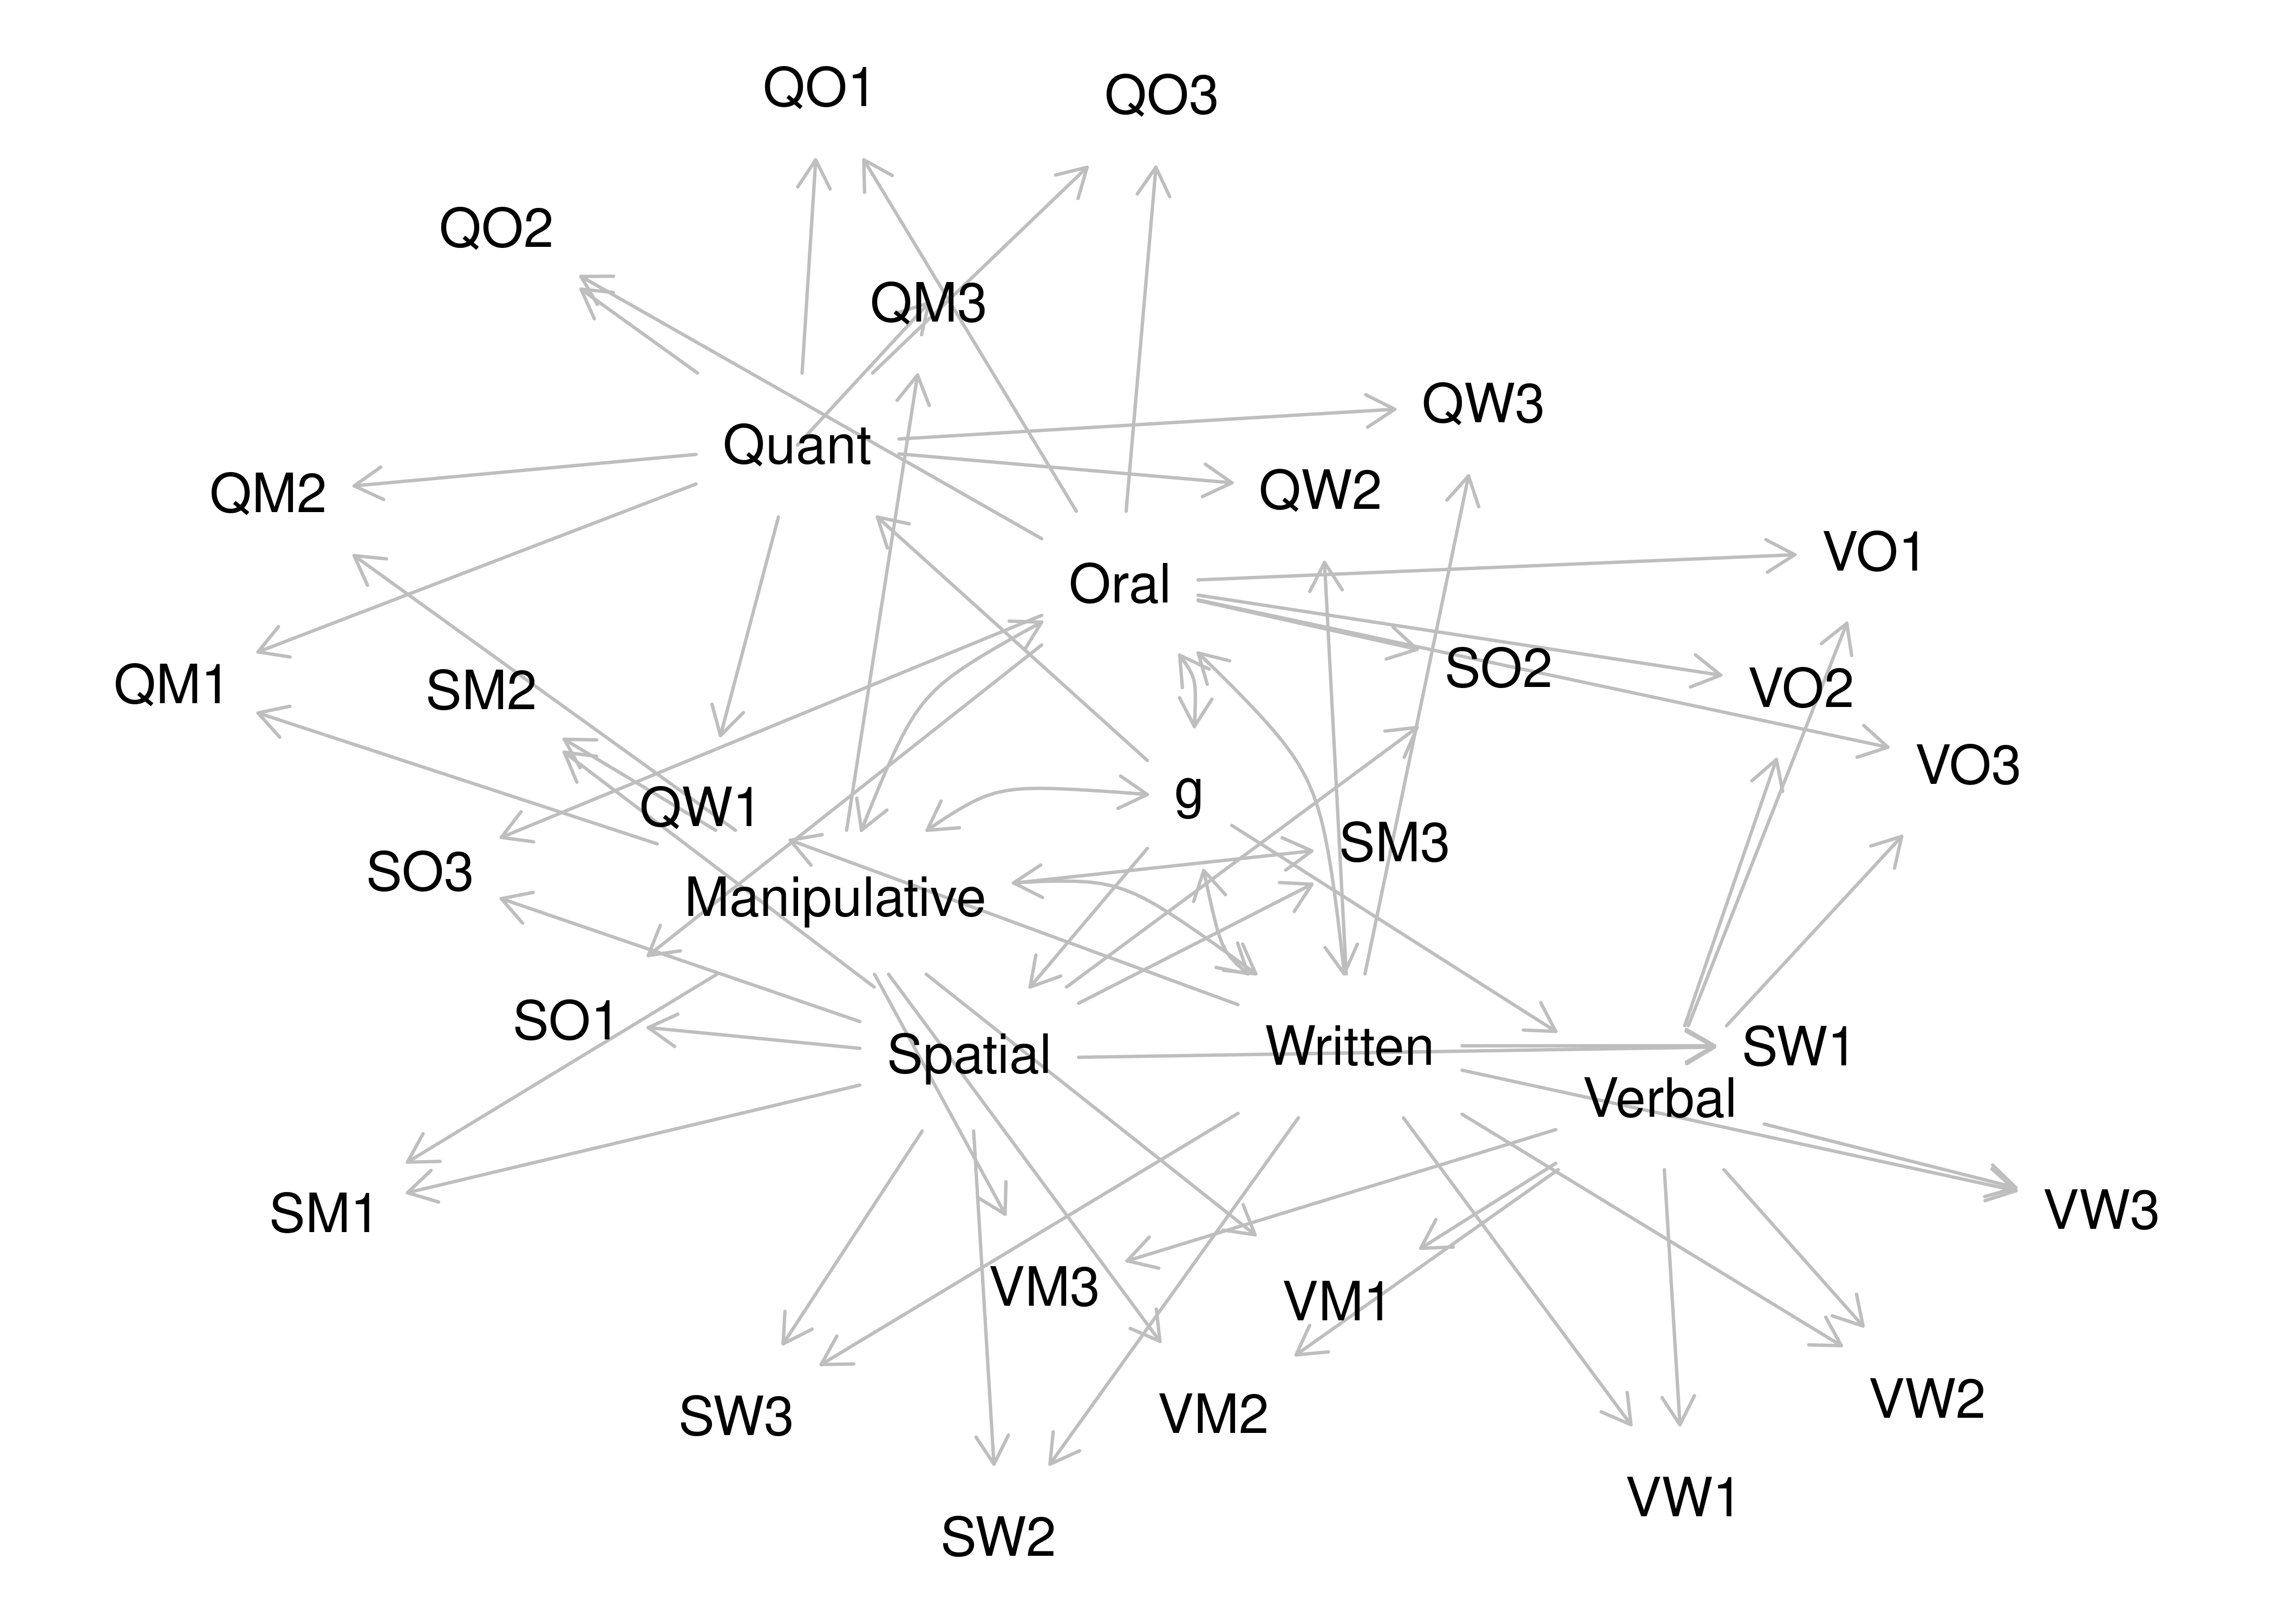 QO1
QO3
QO2
QM3
QW3
Quant
QM2
QW2
VO1
Oral
SO2
QM1
SM2
VO2
VO3
g
QW1
SM3
SO3
Manipulative
SO1
Written
SW1
Spatial
Verbal
SM1
VW3
VM3
VM1
VW2
SW3
VM2
VW1
SW2